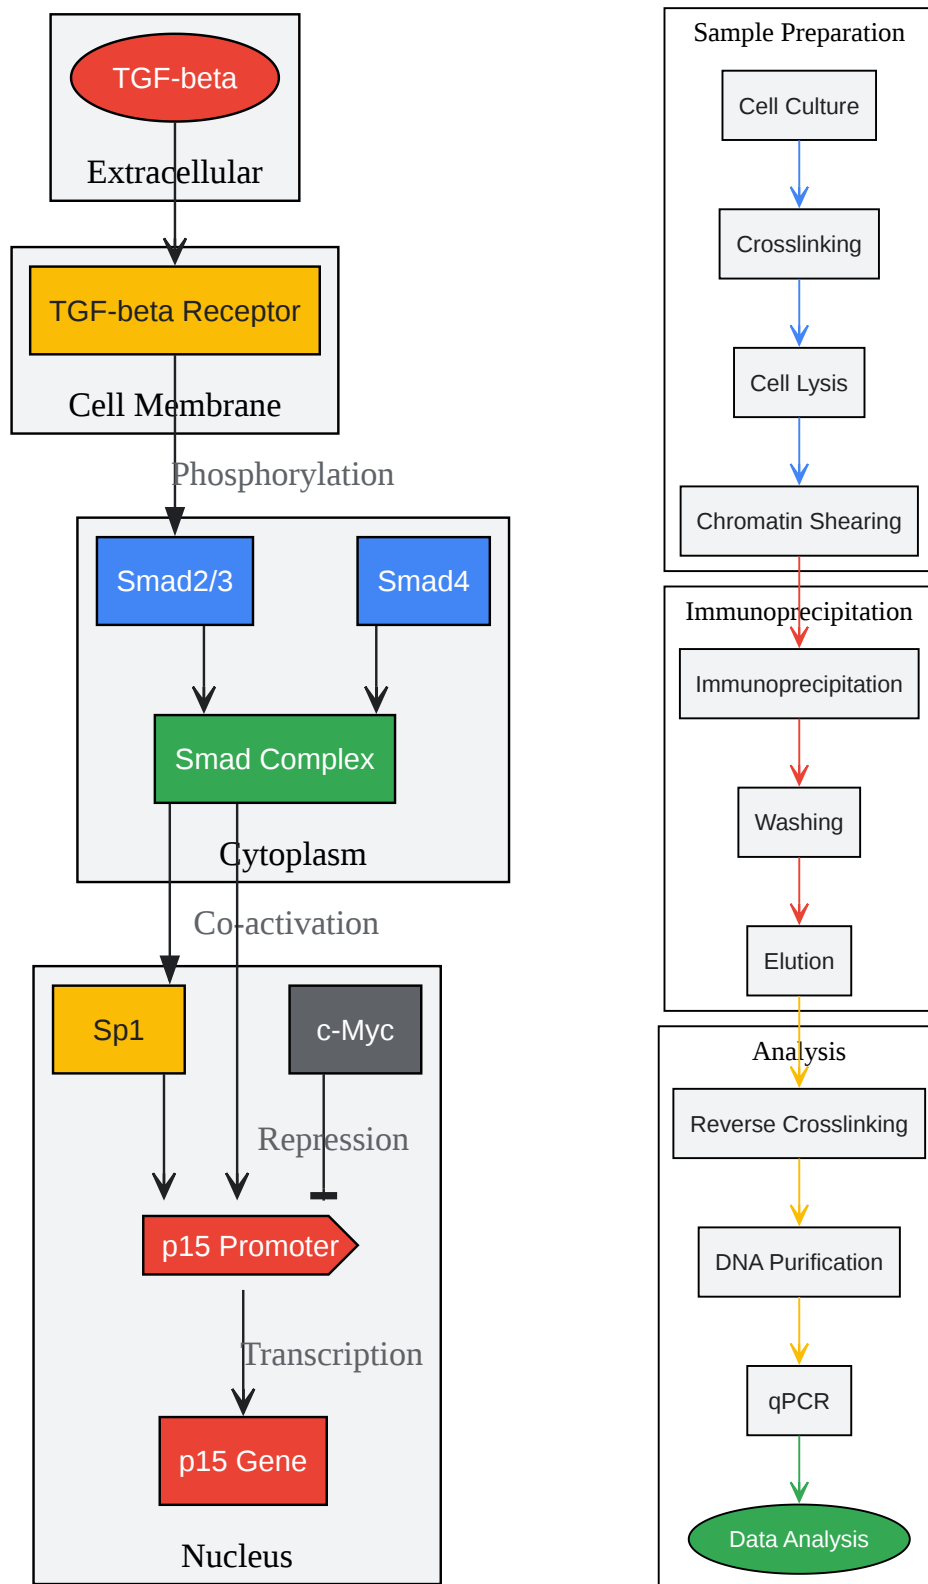 TGF-beta
Extracellular
TGF-beta Receptor
Cell Membrane
Phosphorylation
Smad2/3
Smad4
Smad Complex
Cytoplasm
Co-activation
Sp1
c-Myc
Repression
p15 Promoter
Transcription
p15 Gene
Nucleus
Sample Preparation
Cell Culture
Crosslinking
Cell Lysis
Chromatin Shearing
Immunoprecipitation
Immunoprecipitation
Washing
Elution
Analysis
Reverse Crosslinking
DNA Purification
qPCR
Data Analysis